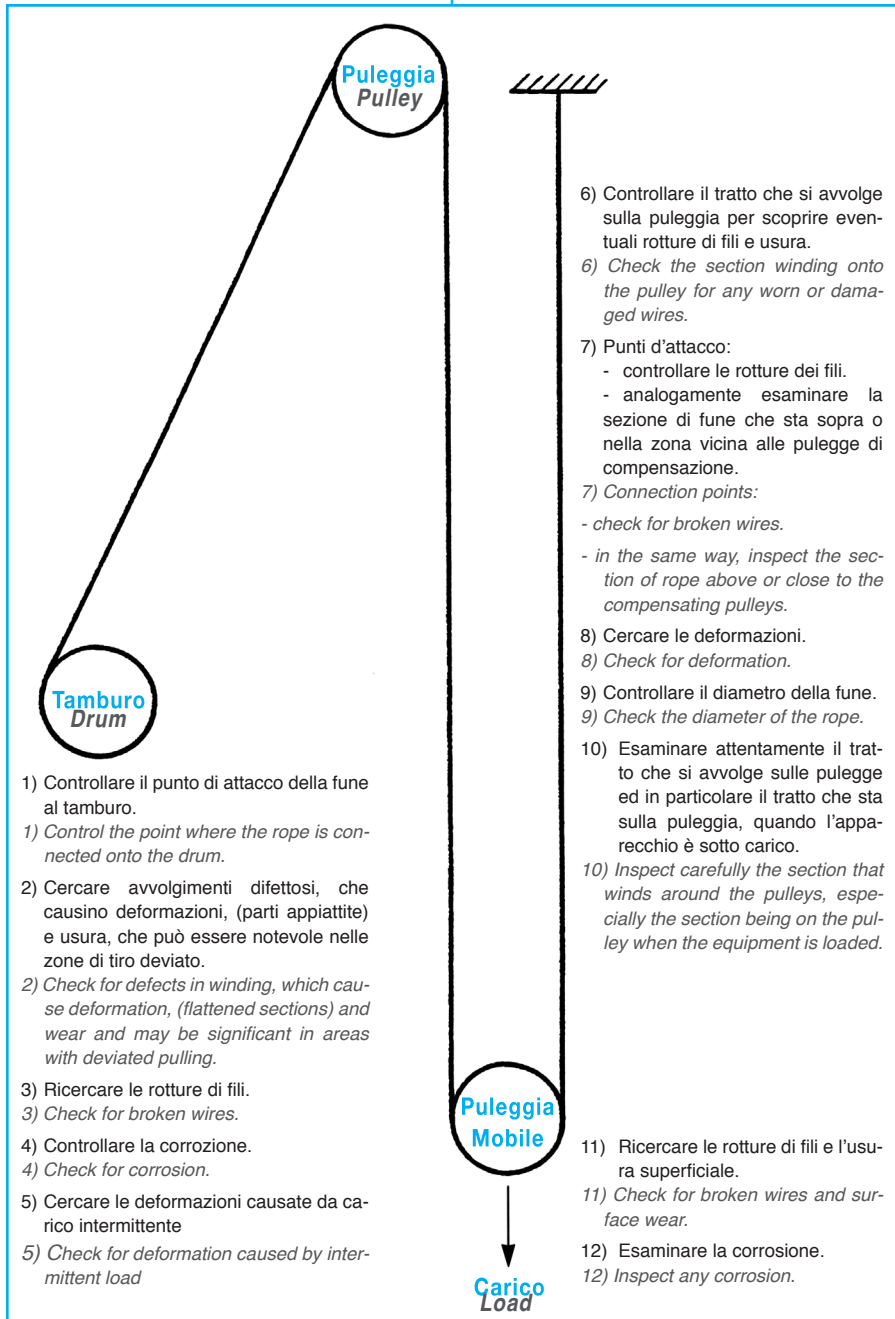 Puleggia
Pulley
6) Controllare il tratto che si avvolge
sulla puleggia per scoprire even-
tuali rotture di fili e usura.
6) Check the section winding onto
the pulley for any worn or dama-
ged wires.
7) Punti d'attacco:
- controllare le rotture dei fili.
- analogamente esaminare la
sezione di fune che sta sopra o
nella zona vicina alle pulegge di
compensazione.
7) Connection points:
- check for broken wires.
- in the same way, inspect the sec-
tion of rope above or close to the
compensating pulleys.
8) Cercare le deformazioni.
8) Check for deformation.
9) Controllare il diametro della fune.
9) Check the diameter of the rope.
10) Esaminare attentamente il trat-
to che si avvolge sulle pulegge
ed in particolare il tratto che sta
sulla puleggia, quando l'appa-
recchio è sotto carico.
10) Inspect carefully the section that
winds around the pulleys, espe-
cially the section being on the pul-
ley when the equipment is loaded.
Tamburo
Drum
1) Controllare il punto di attacco della fune
al tamburo.
1) Control the point where the rope is con-
nected onto the drum.
2) Cercare avvolgimenti difettosi, che
causino deformazioni, (parti appiattite)
e usura, che può essere notevole nelle
zone di tiro deviato.
2) Check for defects in winding, which cau-
se deformation, (flattened sections) and
wear and may be significant in areas
with deviated pulling.
3) Ricercare le rotture di fili.
3) Check for broken wires.
4) Controllare la corrozione.
4) Check for corrosion.
5) Cercare le deformazioni causate da ca-
rico intermittente
5) Check for deformation caused by inter-
mittent load
Puleggia
Mobile
11) Ricercare le rotture di fili e l'usu-
ra superficiale.
11) Check for broken wires and sur-
face wear.
12) Esaminare la corrosione.
12) Inspect any corrosion.
Carico
Load